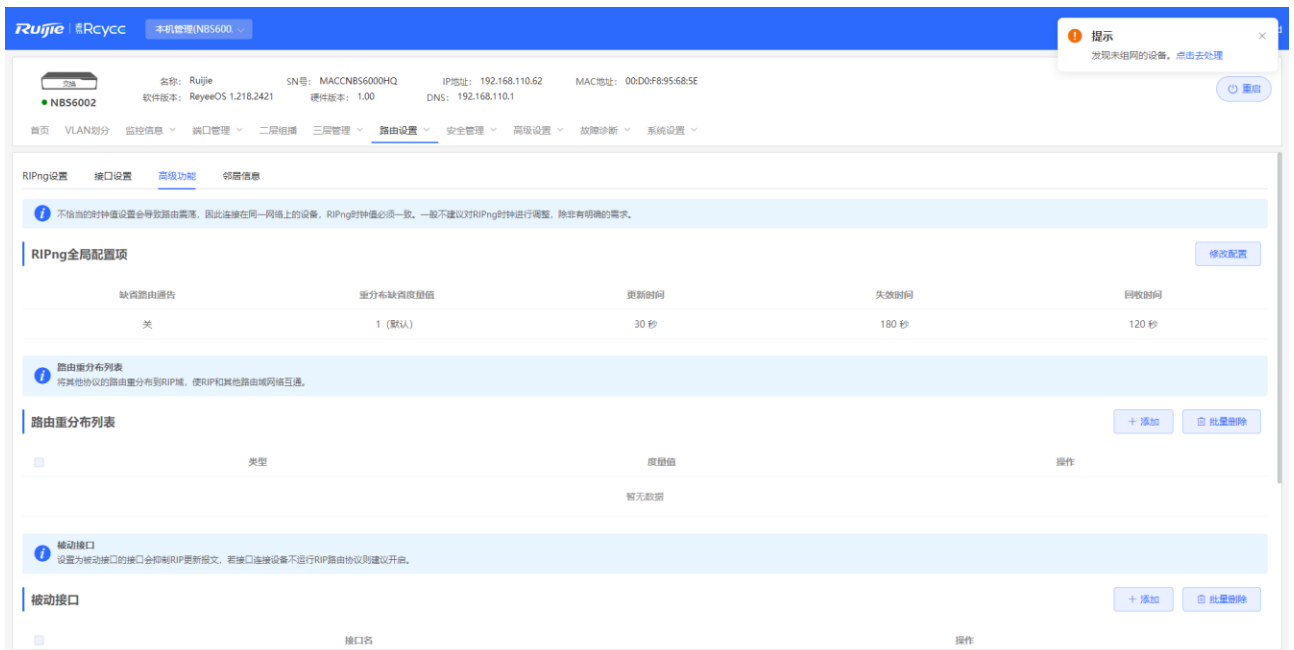 Ruijie Rcycc 本机管理(NBS600.
提示
发现未组网的设备。点击去处理
交换
NBS6002
名称: Ruijie SN号: MACCNBS6000HQ IP地址: 192.168.110.62 MAC地址: 00:D0:F8:95:68:5E
软件版本: ReyeeOS 1.218.2421 硬件版本: 1.00 DNS: 192.168.110.1
重启
首页 VLAN划分 监控信息 端口管理 二层组播 三层管理 路由设置 安全管理 高级设置 故障诊断 系统设置
RIPng设置 接口设置 高级功能 邻居信息
不恰当的时钟值设置会导致路由震荡，因此连接在同一网络上的设备，RIPng时钟值必须一致。一般不建议对RIPng时钟进行调整，除非有明确的需求。
RIPng全局配置项 修改配置
缺省路由通告 重分布缺省度量值 更新时间 失效时间 回收时间
关 1（默认） 30 秒 180 秒 120 秒
路由重分布列表
将其他协议的路由重分布到RIP域，使RIP和其他路由域网络互通。
路由重分布列表 + 添加 批量删除
类型 度量值 操作
暂无数据
被动接口
设置为被动接口的接口会抑制RIP更新报文，若接口连接设备不运行RIP路由协议则建议开启。
被动接口 + 添加 批量删除
接口名 操作